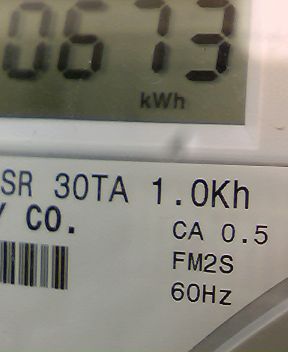 0673
kWh
SR 30TA 1.0Kh
Y CO.
CA 0.5
FM2S
60Hz